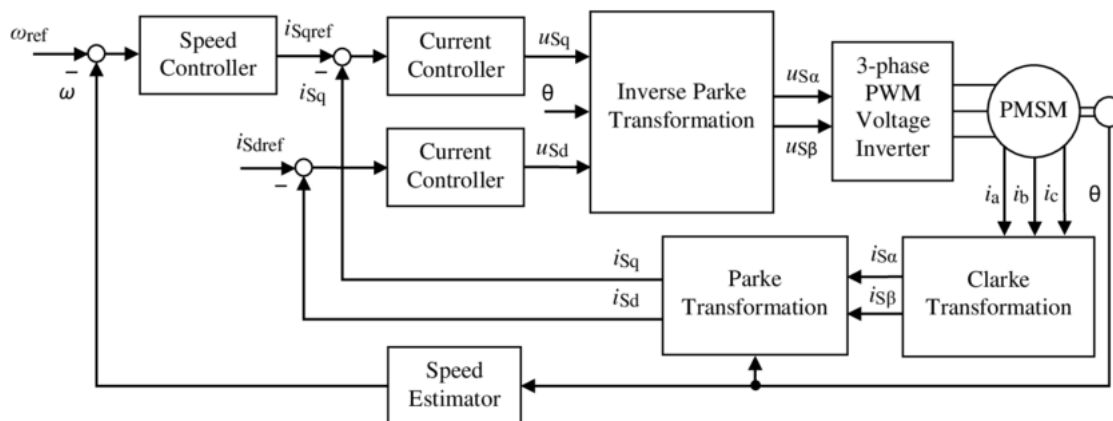 ωref
−
ω
Speed
Controller
iSqref
−
iSq
Current
Controller
uSq
θ
iSdref
−
Current
Controller
uSd
Inverse Parke
Transformation
uSα
uSβ
3-phase
PWM
Voltage
Inverter
PMSM
ia ib ic θ
iSq
iSd
Parke
Transformation
iSα
iSβ
Clarke
Transformation
Speed
Estimator